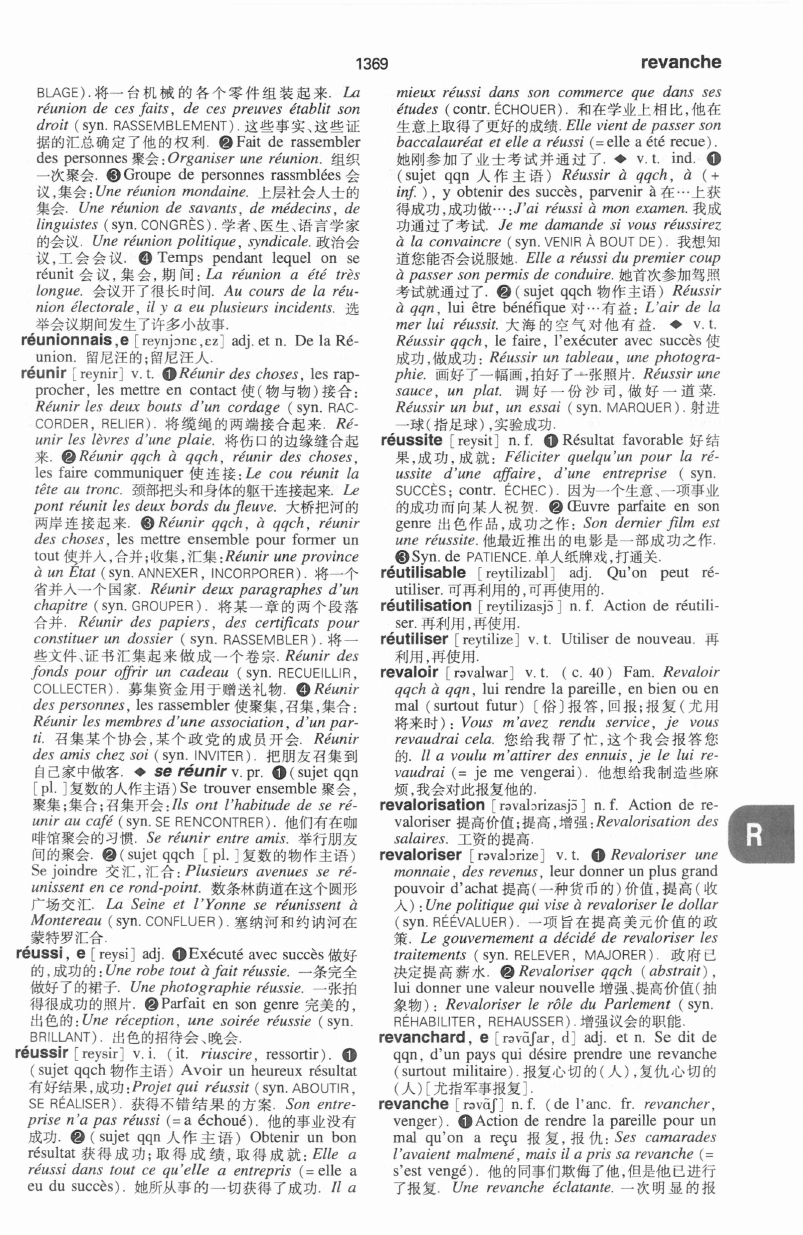 1369
revanche
BLAGE). 将一台机械的各个零件组装起来. La
réunion de ces faits, de ces preuves établit son
droit (syn. RASSEMBLEMENT). 这些事实、这些证
据的汇总确定了他的权利. ❷Fait de rassembler
des personnes 聚会:Organiser une réunion. 组织
一次聚会. ❸Groupe de personnes rassmblées 会
议,集会:Une réunion mondaine. 上层社会人士的
集会. Une réunion de savants, de médecins, de
linguistes (syn. CONGRÈS). 学者、医生、语言学家
的会议. Une réunion politique, syndicale. 政治会
议,工会会议. ❹ Temps pendant lequel on se
réunit 会议, 集会, 期间: La réunion a été très
longue. 会议开了很长时间. Au cours de la réu-
nion électorale, il y a eu plusieurs incidents. 选
举会议期间发生了许多小故事.
réunionnais,e [reynjɔnɛ,ɛz] adj. et n. De la Ré-
union. 留尼汪的;留尼汪人.
réunir [reynir] v. t. ❶Réunir des choses, les rap-
procher, les mettre en contact 使(物与物)接合:
Réunir les deux bouts d'un cordage (syn. RAC-
CORDER, RELIER). 将缆绳的两端接合起来. Ré-
unir les lèvres d'une plaie. 将伤口的边缘缝合起
来. ❷Réunir qqch à qqch, réunir des choses,
les faire communiquer 使连接:Le cou réunit la
tête au tronc. 颈部把头和身体的躯干连接起来. Le
pont réunit les deux bords du fleuve. 大桥把河的
两岸连接起来. ❸Réunir qqch, à qqch, réunir
des choses, les mettre ensemble pour former un
tout 使并入,合并;收集,汇集:Réunir une province
à un État (syn. ANNEXER, INCORPORER). 将一个
省并入一个国家. Réunir deux paragraphes d'un
chapitre (syn. GROUPER). 将某一章的两个段落
合并. Réunir des papiers, des certificats pour
constituer un dossier ( syn. RASSEMBLER). 将一
些文件、证书汇集起来做成一个卷宗. Réunir des
fonds pour offrir un cadeau (syn. RECUEILLIR,
COLLECTER). 募集资金用于赠送礼物. ❹Réunir
des personnes, les rassembler 使聚集,召集,集合:
Réunir les membres d'une association, d'un par-
ti. 召集某个协会,某个政党的成员开会. Réunir
des amis chez soi (syn. INVITER). 把朋友召集到
自己家中做客. ◆ se réunir v. pr. ❶(sujet qqn
[pl. ]复数的人作主语) Se trouver ensemble 聚会,
聚集;集合;召集开会:Ils ont l'habitude de se ré-
unir au café (syn. SE RENCONTRER). 他们有在咖
啡馆聚会的习惯. Se réunir entre amis. 举行朋友
间的聚会. ❷(sujet qqch [pl. ]复数的物作主语)
Se joindre 交汇, 汇合: Plusieurs avenues se ré-
unissent en ce rond-point. 数条林荫道在这个圆形
广场交汇. La Seine et l'Yonne se réunissent à
Montereau (syn. CONFLUER). 塞纳河和约讷河在
蒙特罗汇合.
réussi, e [reysi] adj. ❶Exécuté avec succès 做好
的,成功的:Une robe tout à fait réussie. 一条完全
做好了的裙子. Une photographie réussie. 一张拍
得很成功的照片. ❷Parfait en son genre 完美的,
出色的:Une réception, une soirée réussie (syn.
BRILLANT). 出色的招待会、晚会.
réussir [reysir] v. i. (it. riuscire, ressortir). ❶
(sujet qqch 物作主语) Avoir un heureux résultat
有好结果,成功:Projet qui réussit (syn. ABOUTIR,
SE RÉALISER). 获得不错结果的方案. Son entre-
prise n'a pas réussi (= a échoué). 他的事业没有
成功. ❷ (sujet qqn 人作主语) Obtenir un bon
résultat 获得成功; 取得成绩, 取得成就: Elle a
réussi dans tout ce qu'elle a entrepris (= elle a
eu du succès). 她所从事的一切获得了成功. Il a
mieux réussi dans son commerce que dans ses
études (contr. ÉCHOUER). 和在学业上相比,他在
生意上取得了更好的成绩. Elle vient de passer son
baccalauréat et elle a réussi (= elle a été recue).
她刚参加了业士考试并通过了. ◆ v. t. ind. ❶
(sujet qqn 人作主语) Réussir à qqch, à ( +
inf. ), y obtenir des succès, parvenir à 在…上获
得成功,成功做…:J'ai réussi à mon examen. 我成
功通过了考试. Je me damande si vous réussirez
à la convaincre (syn. VENIR À BOUT DE). 我想知
道您能否会说服她. Elle a réussi du premier coup
à passer son permis de conduire. 她首次参加驾照
考试就通过了. ❷(sujet qqch 物作主语) Réussir
à qqn, lui être bénéfique 对…有益: L'air de la
mer lui réussit. 大海的空气对他有益. ◆ v. t.
Réussir qqch, le faire, l'exécuter avec succès 使
成功,做成功: Réussir un tableau, une photogra-
phie. 画好了一幅画,拍好了一张照片. Réussir une
sauce, un plat. 调好一份沙司, 做好一道菜.
Réussir un but, un essai (syn. MARQUER). 射进
一球(指足球),实验成功.
réussite [reysit] n. f. ❶Résultat favorable 好结
果,成功,成就: Féliciter quelqu'un pour la ré-
ussite d'une affaire, d'une entreprise ( syn.
SUCCÈS; contr. ÉCHEC). 因为一个生意、一项事业
的成功而向某人祝贺. ❷ Œuvre parfaite en son
genre 出色作品,成功之作: Son dernier film est
une réussite. 他最近推出的电影是一部成功之作.
❸Syn. de PATIENCE. 单人纸牌戏,打通关.
réutilisable [reytilizabl] adj. Qu'on peut ré-
utiliser. 可再利用的,可再使用的.
réutilisation [reytilizasjɔ̃] n. f. Action de réutili-
ser. 再利用,再使用.
réutiliser [reytilize] v. t. Utiliser de nouveau. 再
利用,再使用.
revaloir [rəvalwar] v. t. ( c. 40) Fam. Revaloir
qqch à qqn, lui rendre la pareille, en bien ou en
mal (surtout futur) [俗]报答,回报;报复(尤用
将来时): Vous m'avez rendu service, je vous
revaudrai cela. 您给我帮了忙,这个我会报答您
的. Il a voulu m'attirer des ennuis, je le lui re-
vaudrai (= je me vengerai). 他想给我制造些麻
烦,我会对此报复他的.
revalorisation [rəvalɔrizasjɔ̃] n. f. Action de re-
valoriser 提高价值;提高,增强:Revalorisation des
salaires. 工资的提高.
revaloriser [rəvalɔrize] v. t. ❶ Revaloriser une
monnaie, des revenus, leur donner un plus grand
pouvoir d'achat 提高(一种货币的)价值,提高(收
入):Une politique qui vise à revaloriser le dollar
(syn. RÉÉVALUER). 一项旨在提高美元价值的政
策. Le gouvernement a décidé de revaloriser les
traitements (syn. RELEVER, MAJORER). 政府已
决定提高薪水. ❷Revaloriser qqch (abstrait),
lui donner une valeur nouvelle 增强、提高价值(抽
象物): Revaloriser le rôle du Parlement (syn.
RÉHABILITER, REHAUSSER). 增强议会的职能.
revanchard, e [rəvɑ̃ʃar, d] adj. et n. Se dit de
qqn, d'un pays qui désire prendre une revanche
(surtout militaire). 报复心切的(人),复仇心切的
(人)[尤指军事报复].
revanche [rəvɑ̃ʃ] n. f. (de l'anc. fr. revancher,
venger). ❶Action de rendre la pareille pour un
mal qu'on a reçu 报复, 报仇: Ses camarades
l'avaient malmené, mais il a pris sa revanche (=
s'est vengé). 他的同事们欺侮了他,但是他已进行
了报复. Une revanche éclatante. 一次明显的报
R